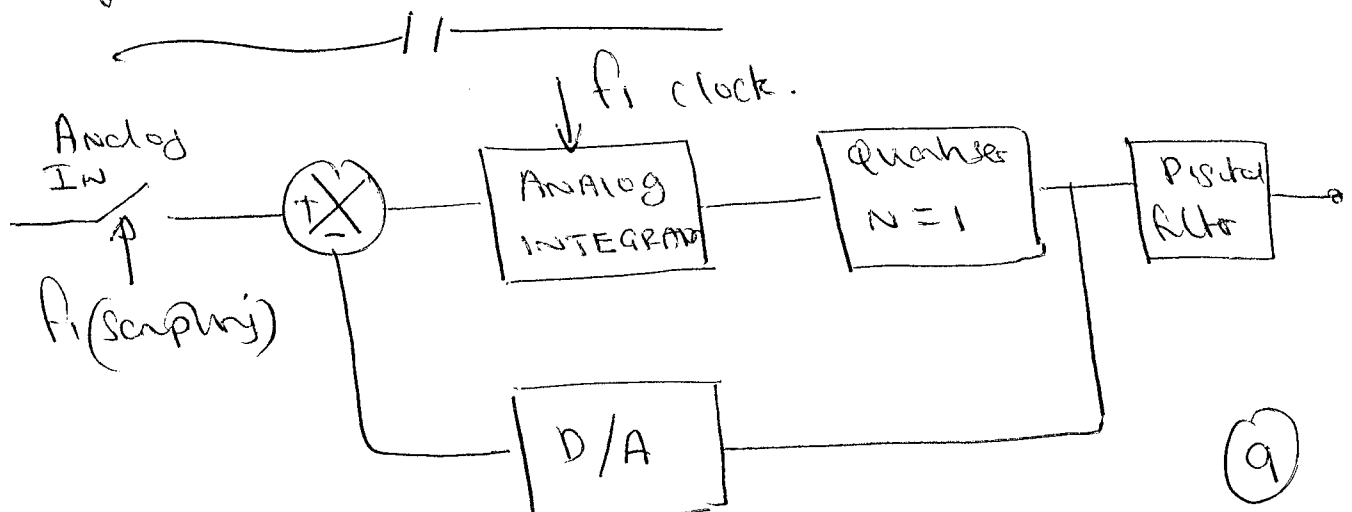 f1 clock.
Analog
IN
f1 (sampling)
+
-
ANALOG
INTEGRATOR
Quantiser
N = 1
Digital
filter
D/A
9